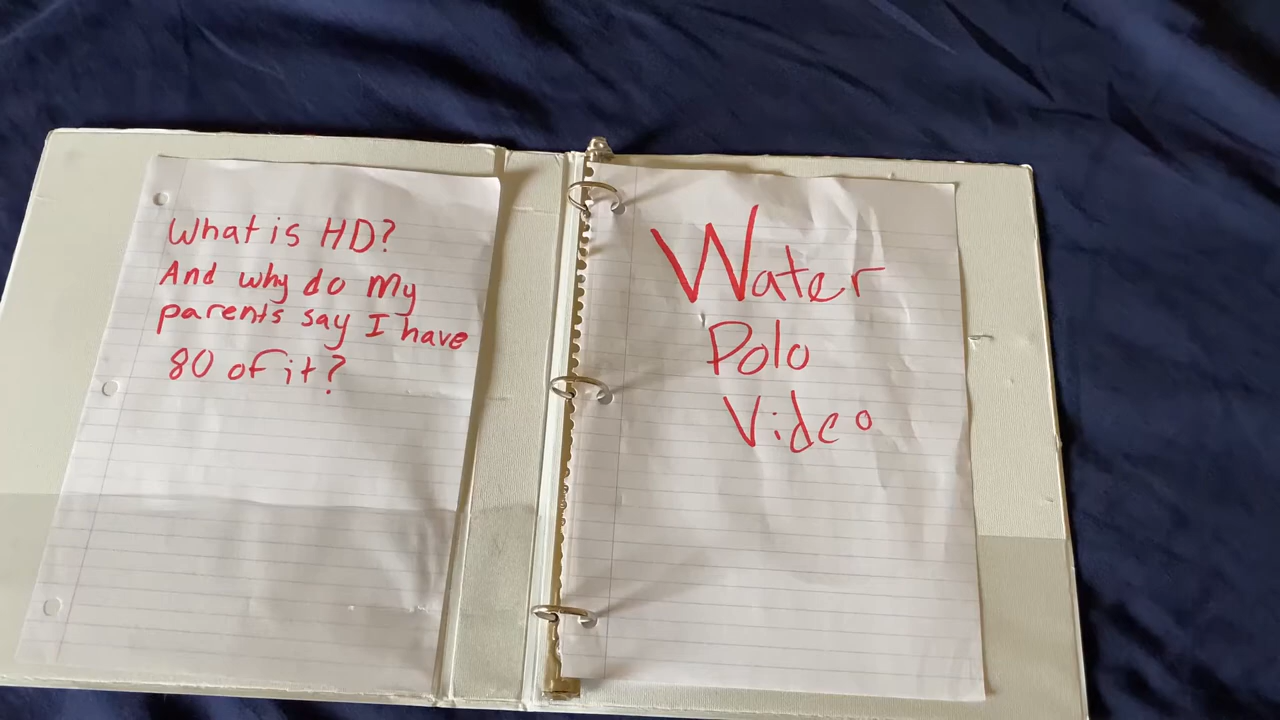 What is HD?
And why do my
parents say I have
80 of it?
Water
Polo
Video